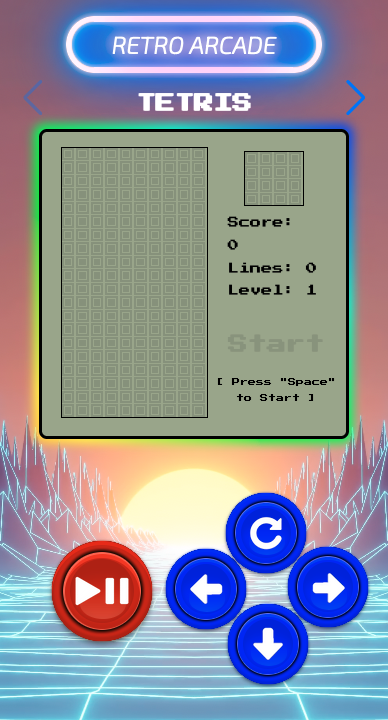 RETRO ARCADE
TETRIS
Score:
0
Lines: 0
Level: 1
Start
[ Press "Space"
to Start ]